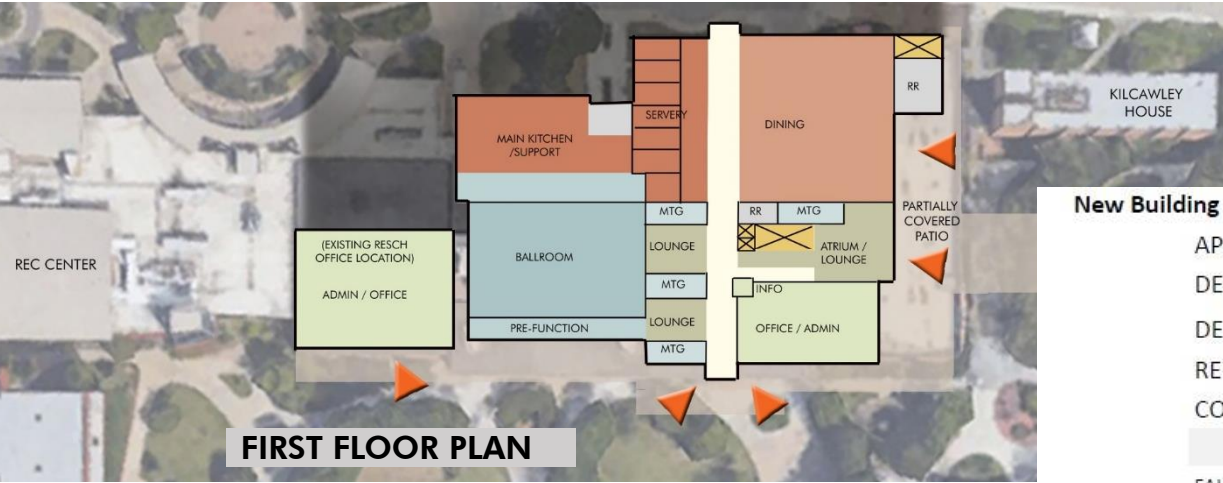 KILCAWLEY
HOUSE
RR
SERVERY
DINING
MAIN KITCHEN
/SUPPORT
MTG
RR
MTG
PARTIALLY
COVERED
PATIO
New Building
AP
DE
DE
RE
CO
(EXISTING RESCH
OFFICE LOCATION)
ADMIN / OFFICE
REC CENTER
BALLROOM
LOUNGE
ATRIUM /
LOUNGE
MTG
INFO
PRE-FUNCTION
LOUNGE
OFFICE / ADMIN
MTG
FIRST FLOOR PLAN